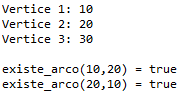 Vertice 1: 10
Vertice 2: 20
Vertice 3: 30
existe_arco(10,20) = true
existe_arco(20,10) = true